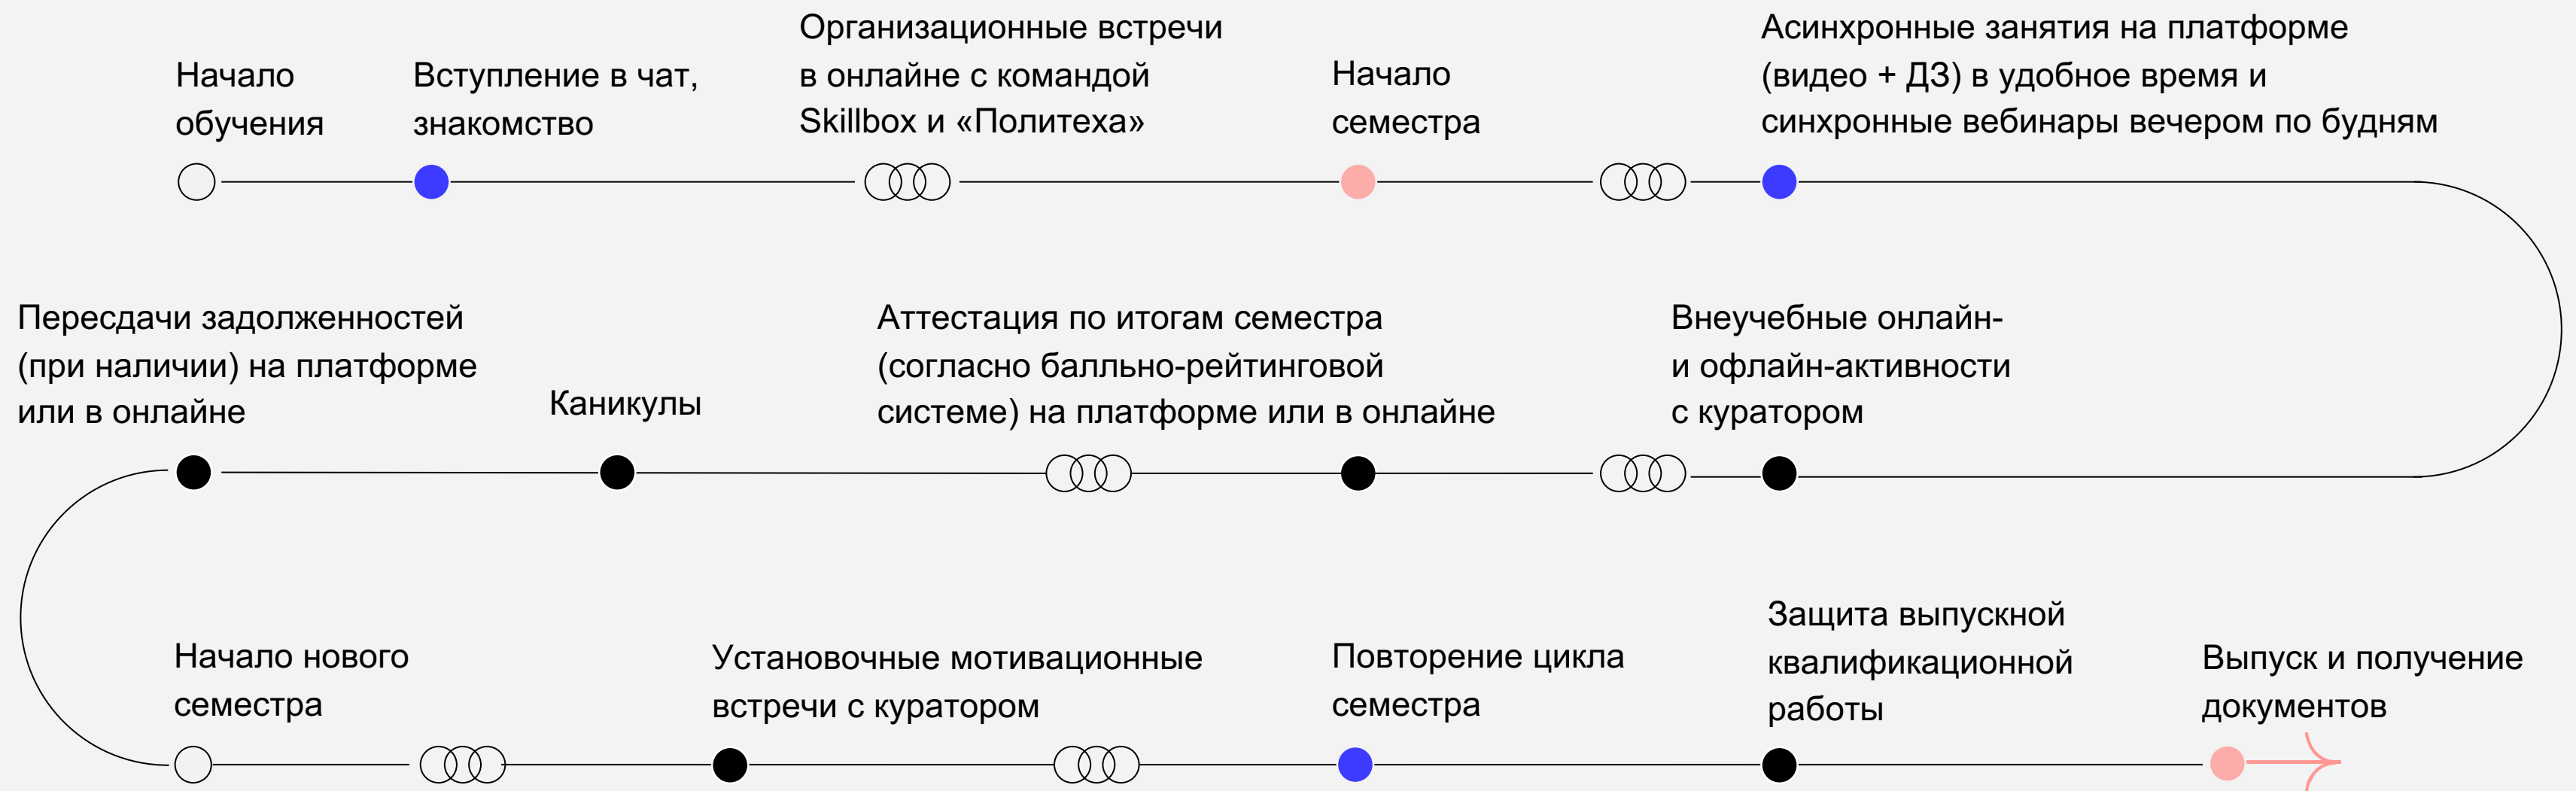 Начало
обучения
Вступление в чат,
знакомство
Организационные встречи
в онлайне с командой
Skillbox и «Политеха»
Начало
семестра
Асинхронные занятия на платформе
(видео + ДЗ) в удобное время и
синхронные вебинары вечером по будням
Пересдачи задолженностей
(при наличии) на платформе
или в онлайне
Каникулы
Аттестация по итогам семестра
(согласно балльно-рейтинговой
системе) на платформе или в онлайне
Внеучебные онлайн-
и офлайн-активности
с куратором
Начало нового
семестра
Установочные мотивационные
встречи с куратором
Повторение цикла
семестра
Защита выпускной
квалификационной
работы
Выпуск и получение
документов